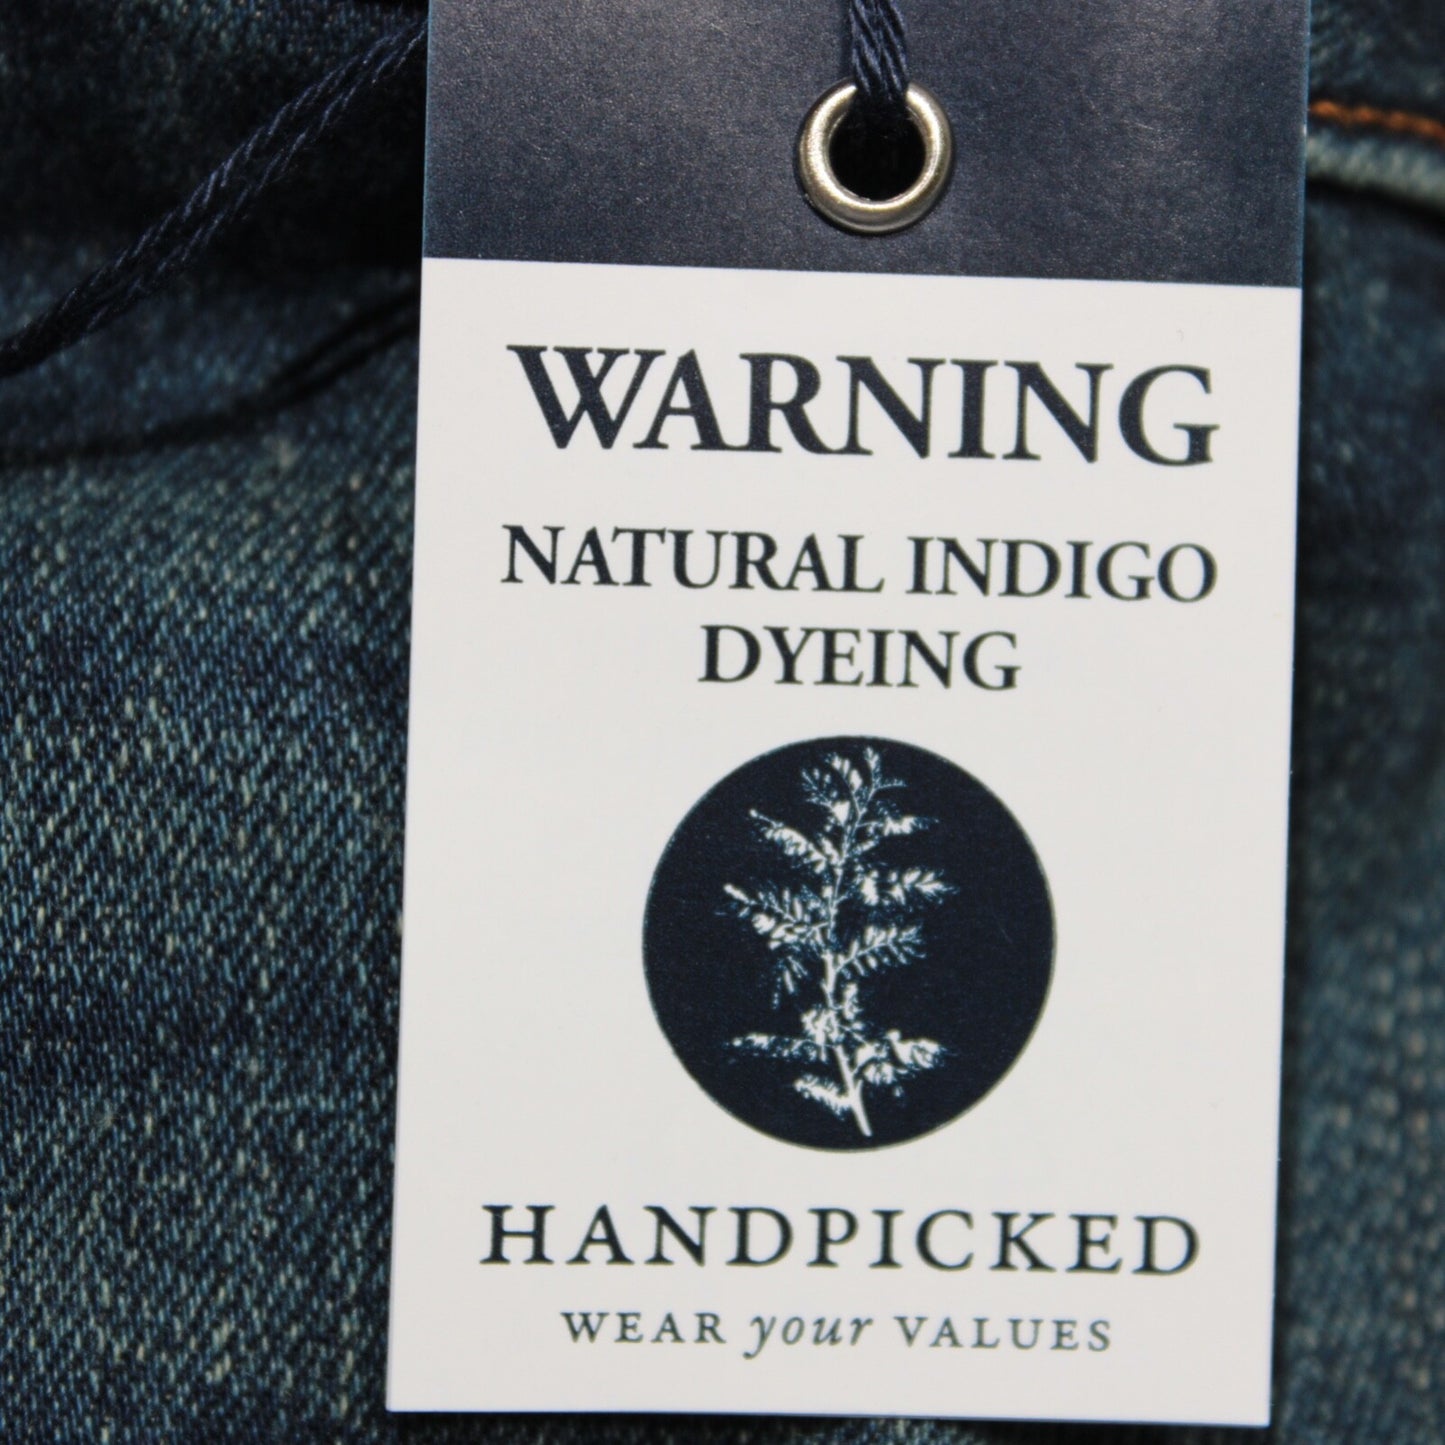 WARNING
NATURAL INDIGO
DYEING
HANDPICKED
WEAR your VALUES